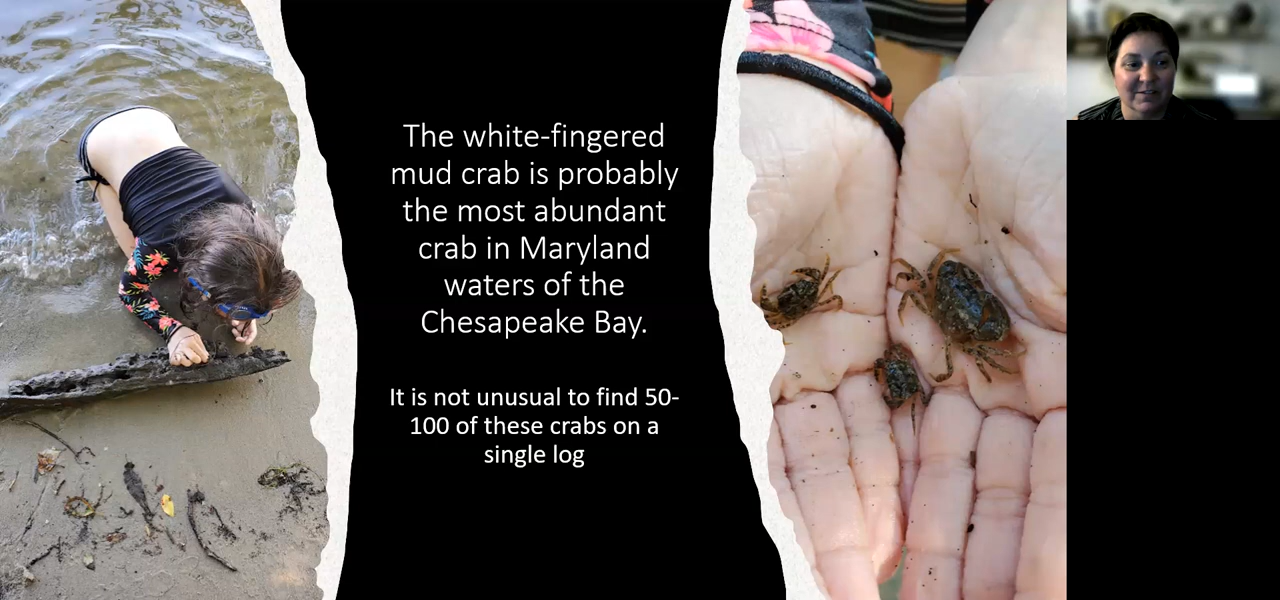 The white-fingered
mud crab is probably
the most abundant
crab in Maryland
waters of the
Chesapeake Bay.
It is not unusual to find 50-
100 of these crabs on a
single log